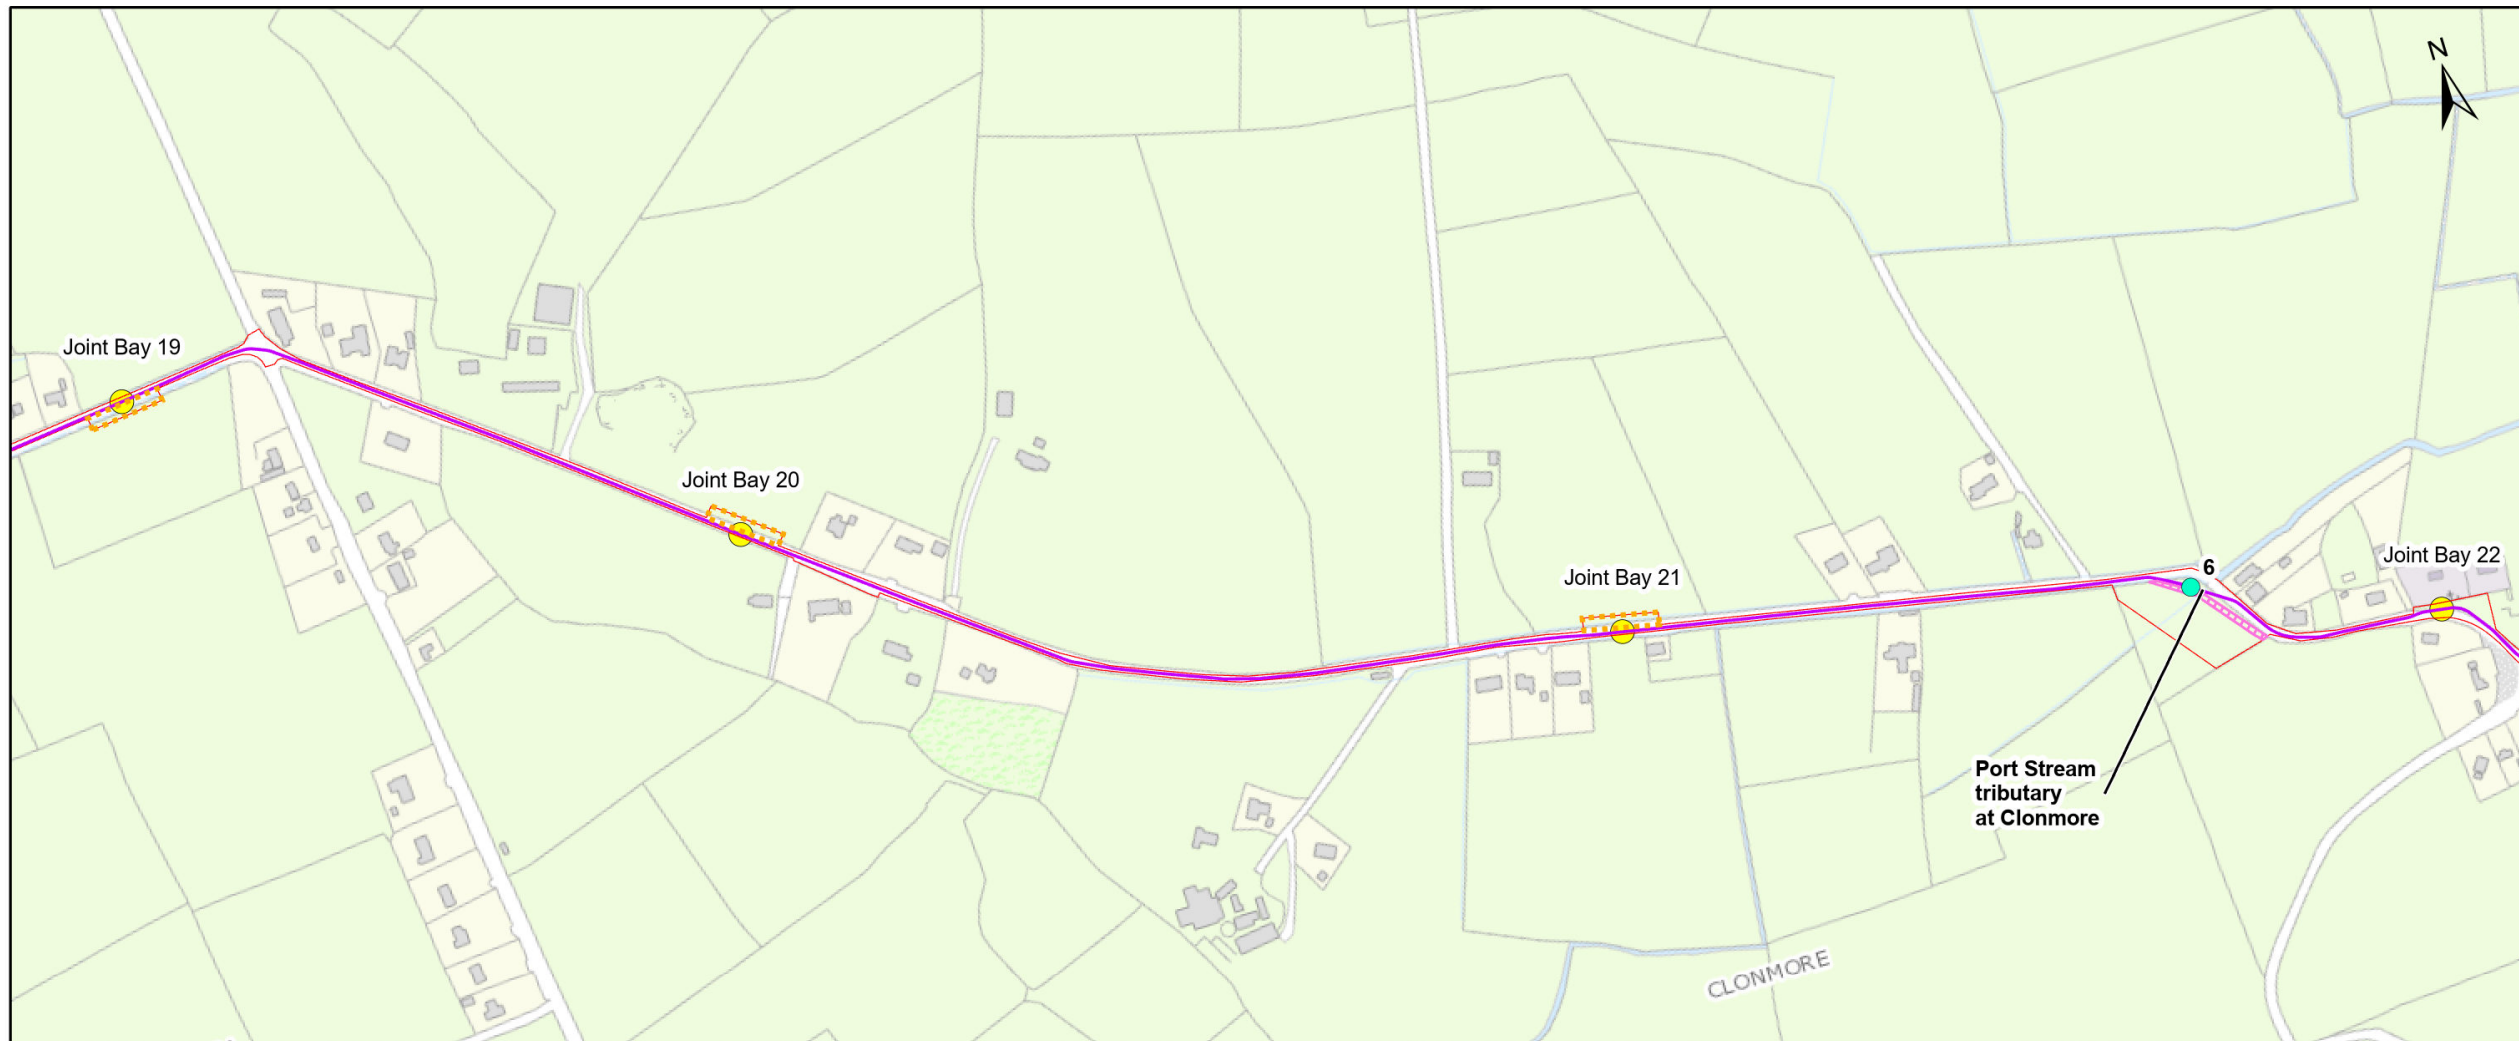 N
Joint Bay 19
Joint Bay 20
Joint Bay 21
6
Joint Bay 22
Port Stream
tributary
at Clonmore
CLONMORE